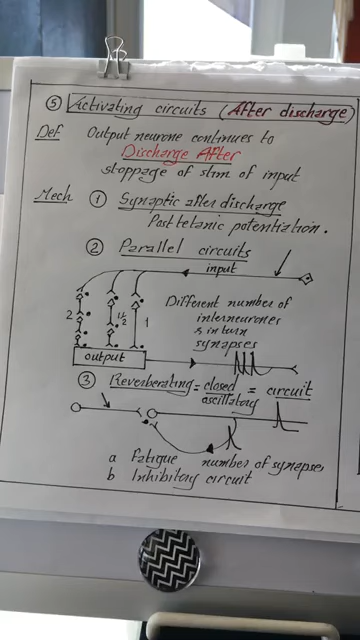 ⑤ Activating circuits (After discharge)
Def Output neurone continues to
Discharge After
stoppage of stm of input
Mech ① Synaptic after discharge
Post tetanic potentiation.
② Parallel circuits
input
Different number of
interneurones
& in turn
synapses
2
1
output
③ Reverberating = closed = circuit
oscillatory
a Fatigue number of synapses
b Inhibitory circuit